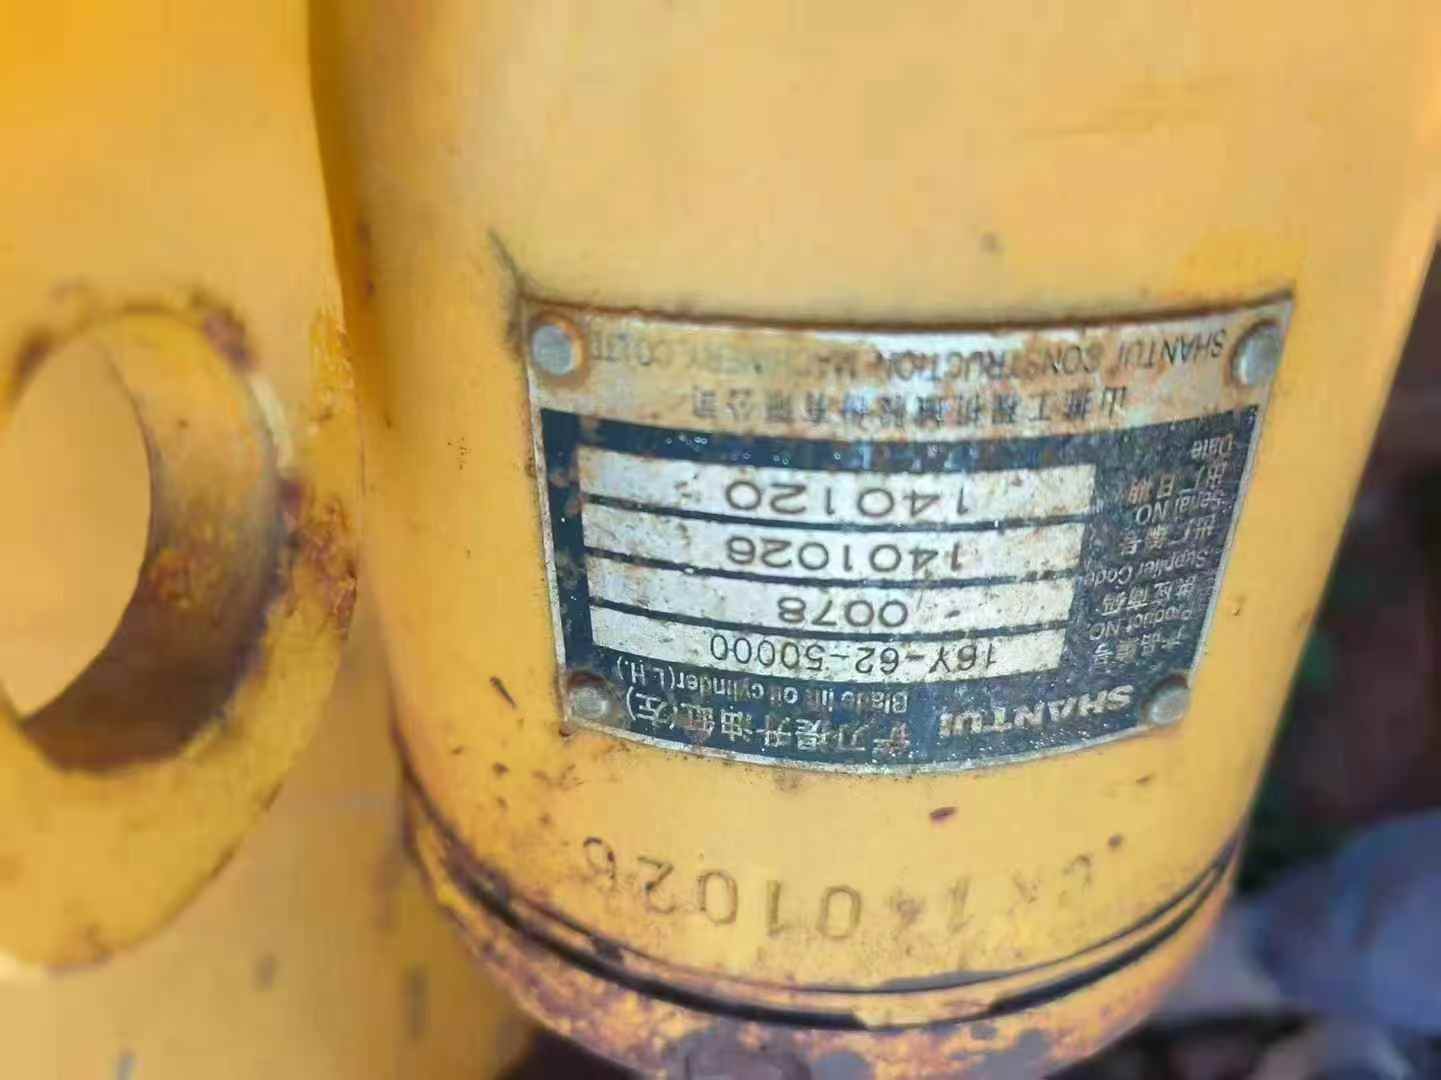 SHANTUI 铲刀提升油缸(左)
Blade lift oil cylinder(L.H.)
产品编号
Product NO 16Y-62-50000
供应商码
Supplier Code 0078
出厂编号
Serial NO 1401028
出厂日期
Date 140120
山推工程机械股份有限公司
SHANTUI CONSTRUCTION MACHINERY CO.LTD
1401028